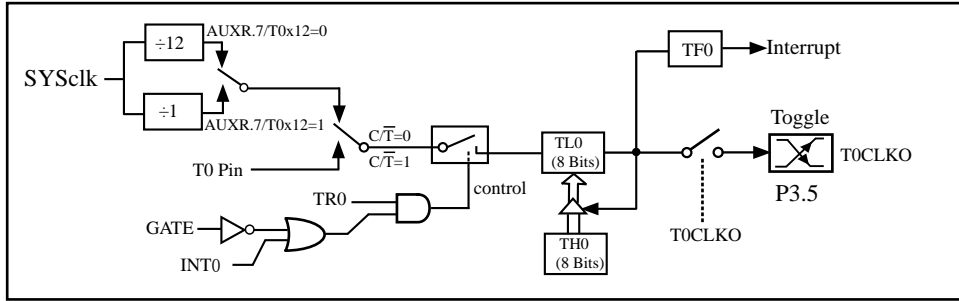 AUXR.7/T0x12=0
÷12
SYSclk
÷1
AUXR.7/T0x12=1
T0 Pin
C/T̅=0
C/T̅=1
control
TR0
GATE
INT0
TL0
(8 Bits)
TH0
(8 Bits)
TF0
Interrupt
Toggle
T0CLKO
P3.5
T0CLKO